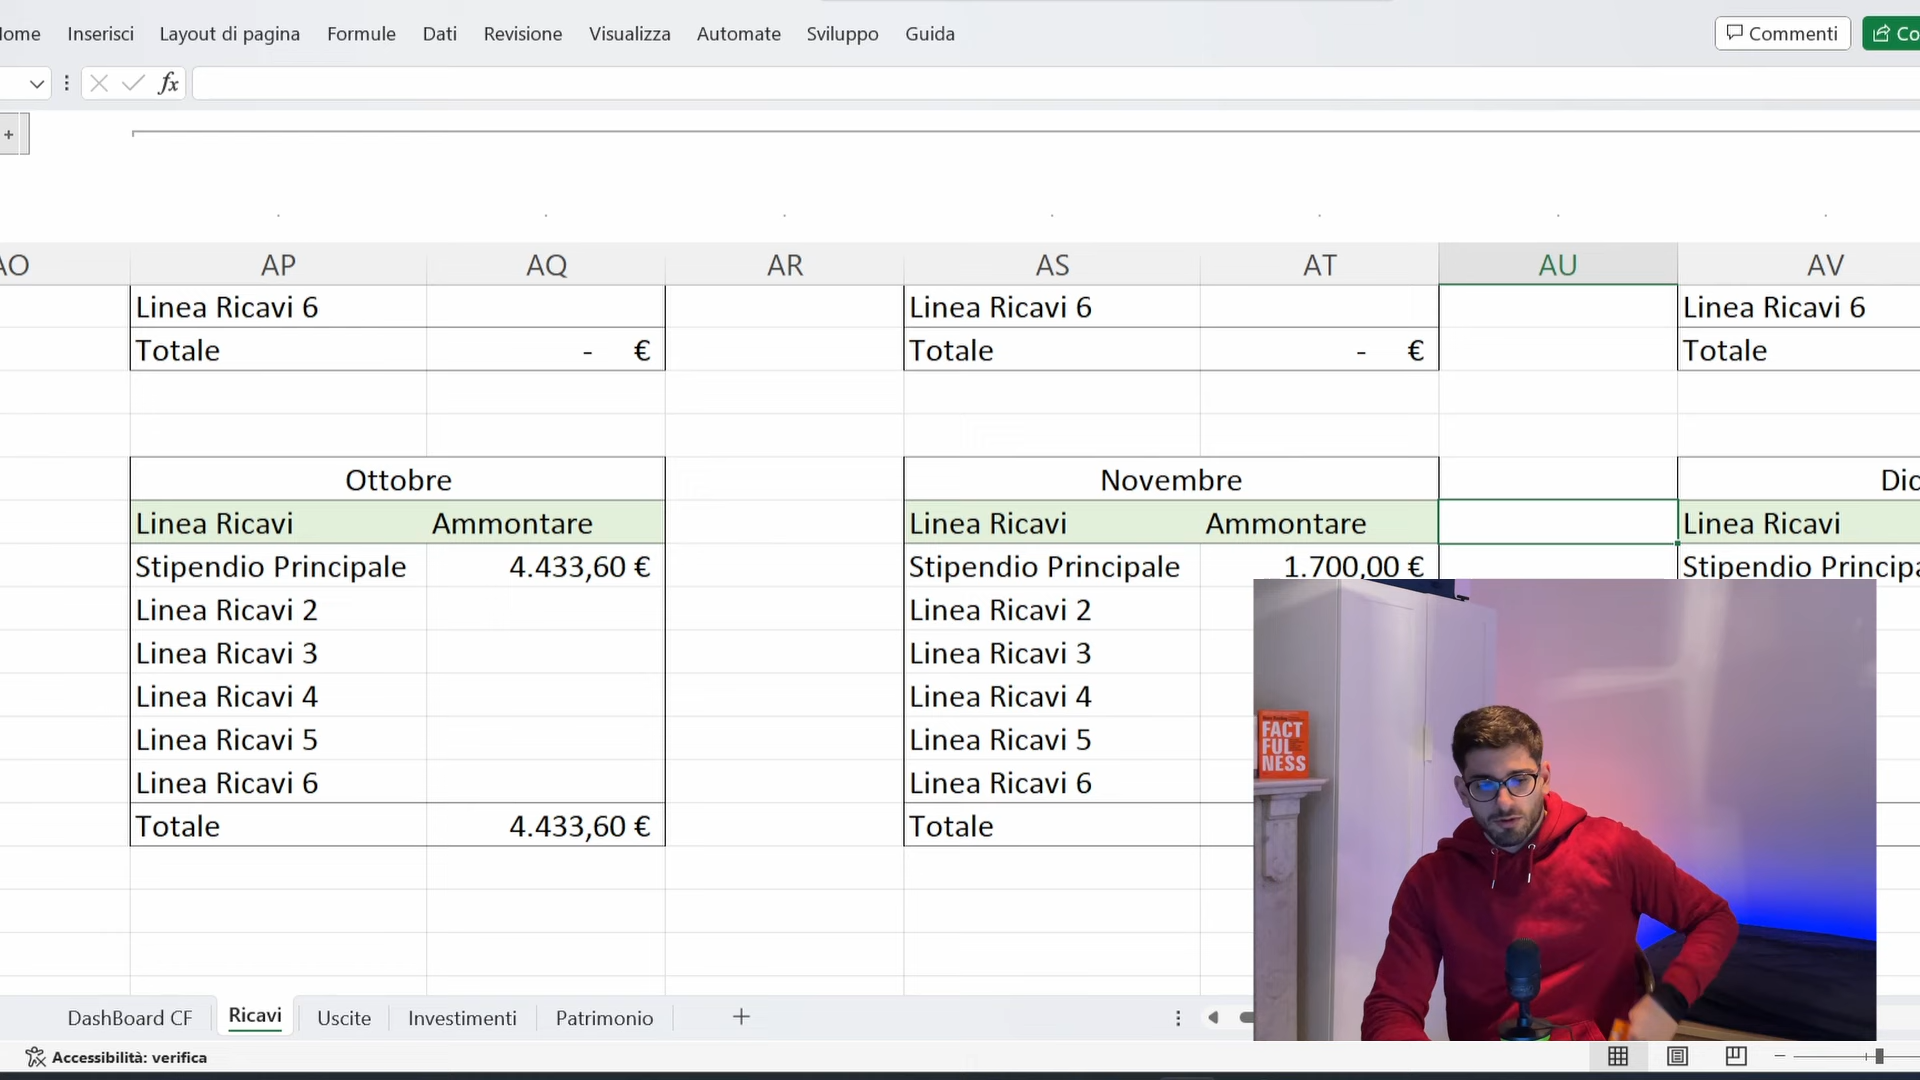 Inserisci Layout di pagina Formule Dati Revisione Visualizza Automate Sviluppo Guida Commenti
fx
AP AQ AR AS AT AU AV
Linea Ricavi 6 Linea Ricavi 6 Linea Ricavi 6
Totale - € Totale - € Totale
Ottobre Novembre
Linea Ricavi Ammontare Linea Ricavi Ammontare Linea Ricavi
Stipendio Principale 4.433,60 € Stipendio Principale 1.700,00 € Stipendio
Linea Ricavi 2 Linea Ricavi 2
Linea Ricavi 3 Linea Ricavi 3
Linea Ricavi 4 Linea Ricavi 4
Linea Ricavi 5 Linea Ricavi 5
Linea Ricavi 6 Linea Ricavi 6
Totale 4.433,60 € Totale
FACT
FUL
NESS
DashBoard CF Ricavi Uscite Investimenti Patrimonio
Accessibilità: verifica